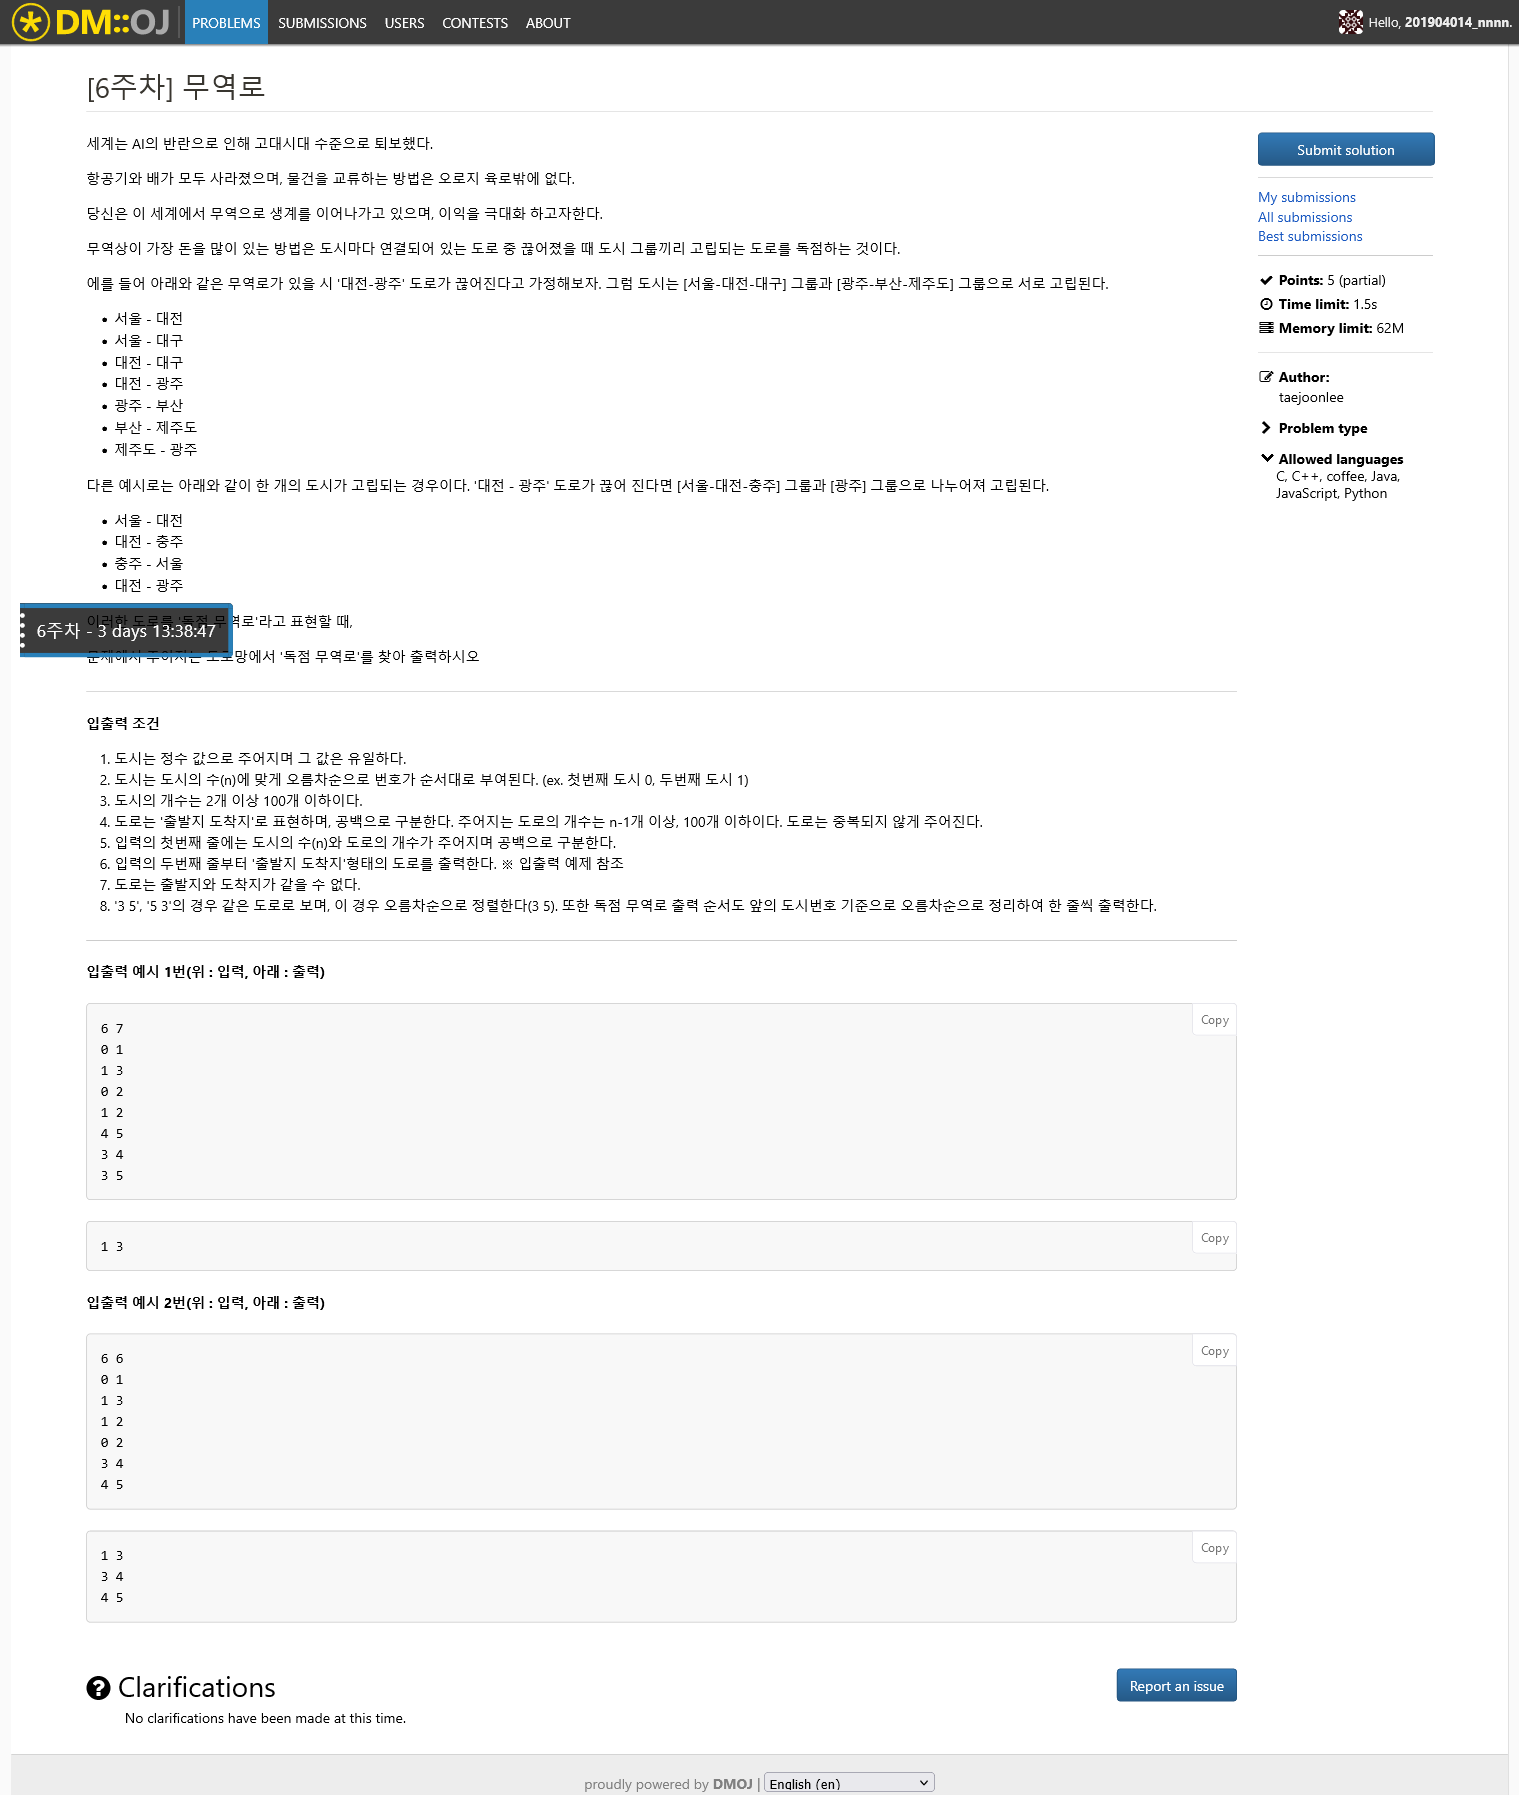 DM::OJ PROBLEMS SUBMISSIONS USERS CONTESTS ABOUT Hello, 201904014_nnnn.
[6주차] 무역로
세계는 AI의 반란으로 인해 고대시대 수준으로 퇴보했다.
항공기와 배가 모두 사라졌으며, 물건을 교류하는 방법은 오로지 육로밖에 없다.
당신은 이 세계에서 무역으로 생계를 이어나가고 있으며, 이익을 극대화 하고자한다.
무역상이 가장 돈을 많이 있는 방법은 도시마다 연결되어 있는 도로 중 끊어졌을 때 도시 그룹끼리 고립되는 도로를 독점하는 것이다.
에를 들어 아래와 같은 무역로가 있을 시 '대전-광주' 도로가 끊어진다고 가정해보자. 그럼 도시는 [서울-대전-대구] 그룹과 [광주-부산-제주도] 그룹으로 서로 고립된다.
• 서울 - 대전
• 서울 - 대구
• 대전 - 대구
• 대전 - 광주
• 광주 - 부산
• 부산 - 제주도
• 제주도 - 광주
다른 예시로는 아래와 같이 한 개의 도시가 고립되는 경우이다. '대전 - 광주' 도로가 끊어 진다면 [서울-대전-충주] 그룹과 [광주] 그룹으로 나누어져 고립된다.
• 서울 - 대전
• 대전 - 충주
• 충주 - 서울
• 대전 - 광주
이러한 도로를 '독점 무역로'라고 표현할 때,
6주차 - 3 days 13:38:47
문제에서 주어지는 도로망에서 '독점 무역로'를 찾아 출력하시오
입출력 조건
1. 도시는 정수 값으로 주어지며 그 값은 유일하다.
2. 도시는 도시의 수(n)에 맞게 오름차순으로 번호가 순서대로 부여된다. (ex. 첫번째 도시 0, 두번째 도시 1)
3. 도시의 개수는 2개 이상 100개 이하이다.
4. 도로는 '출발지 도착지'로 표현하며, 공백으로 구분한다. 주어지는 도로의 개수는 n-1개 이상, 100개 이하이다. 도로는 중복되지 않게 주어진다.
5. 입력의 첫번째 줄에는 도시의 수(n)와 도로의 개수가 주어지며 공백으로 구분한다.
6. 입력의 두번째 줄부터 '출발지 도착지'형태의 도로를 출력한다. ※ 입출력 예제 참조
7. 도로는 출발지와 도착지가 같을 수 없다.
8. '3 5', '5 3'의 경우 같은 도로로 보며, 이 경우 오름차순으로 정렬한다(3 5). 또한 독점 무역로 출력 순서도 앞의 도시번호 기준으로 오름차순으로 정리하여 한 줄씩 출력한다.
입출력 예시 1번(위 : 입력, 아래 : 출력)
Copy
6 7
0 1
1 3
0 2
1 2
4 5
3 4
3 5
Copy
1 3
입출력 예시 2번(위 : 입력, 아래 : 출력)
Copy
6 6
0 1
1 3
1 2
0 2
3 4
4 5
Copy
1 3
3 4
4 5
Clarifications
Report an issue
No clarifications have been made at this time.
Submit solution
My submissions
All submissions
Best submissions
Points: 5 (partial)
Time limit: 1.5s
Memory limit: 62M
Author:
taejoonlee
Problem type
Allowed languages
C, C++, coffee, Java,
JavaScript, Python
proudly powered by DMOJ | English (en)